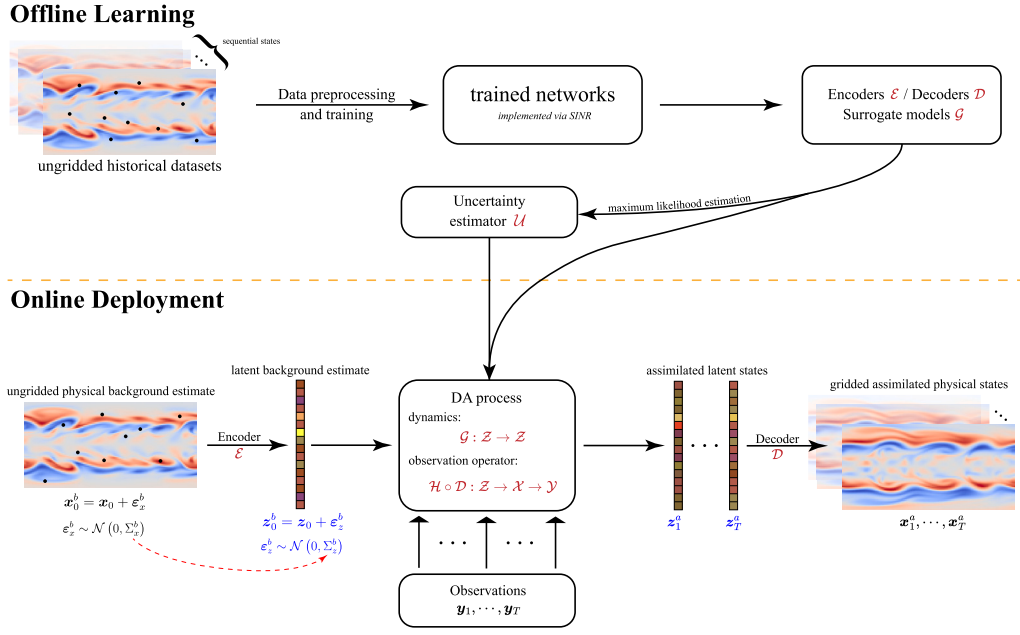 Offline Learning
sequential states
ungridded historical datasets
Data preprocessing
and training
trained networks
implemented via SINR
Encoders ℰ / Decoders 𝒟
Surrogate models 𝒢
maximum likelihood estimation
Uncertainty
estimator 𝒰
Online Deployment
ungridded physical background estimate
x₀ᵇ = x₀ + εₓᵇ
εₓᵇ ∼ 𝒩 (0, Σₓᵇ)
Encoder
ℰ
latent background estimate
z₀ᵇ = z₀ + ε_zᵇ
ε_zᵇ ∼ 𝒩 (0, Σ_zᵇ)
DA process
dynamics:
𝒢 : 𝒵 → 𝒵
observation operator:
ℋ ∘ 𝒟 : 𝒵 → 𝒳 → 𝒴
Observations
y₁, ⋯, y_T
assimilated latent states
z₁ᵃ
z_Tᵃ
Decoder
𝒟
gridded assimilated physical states
x₁ᵃ, ⋯, x_Tᵃ